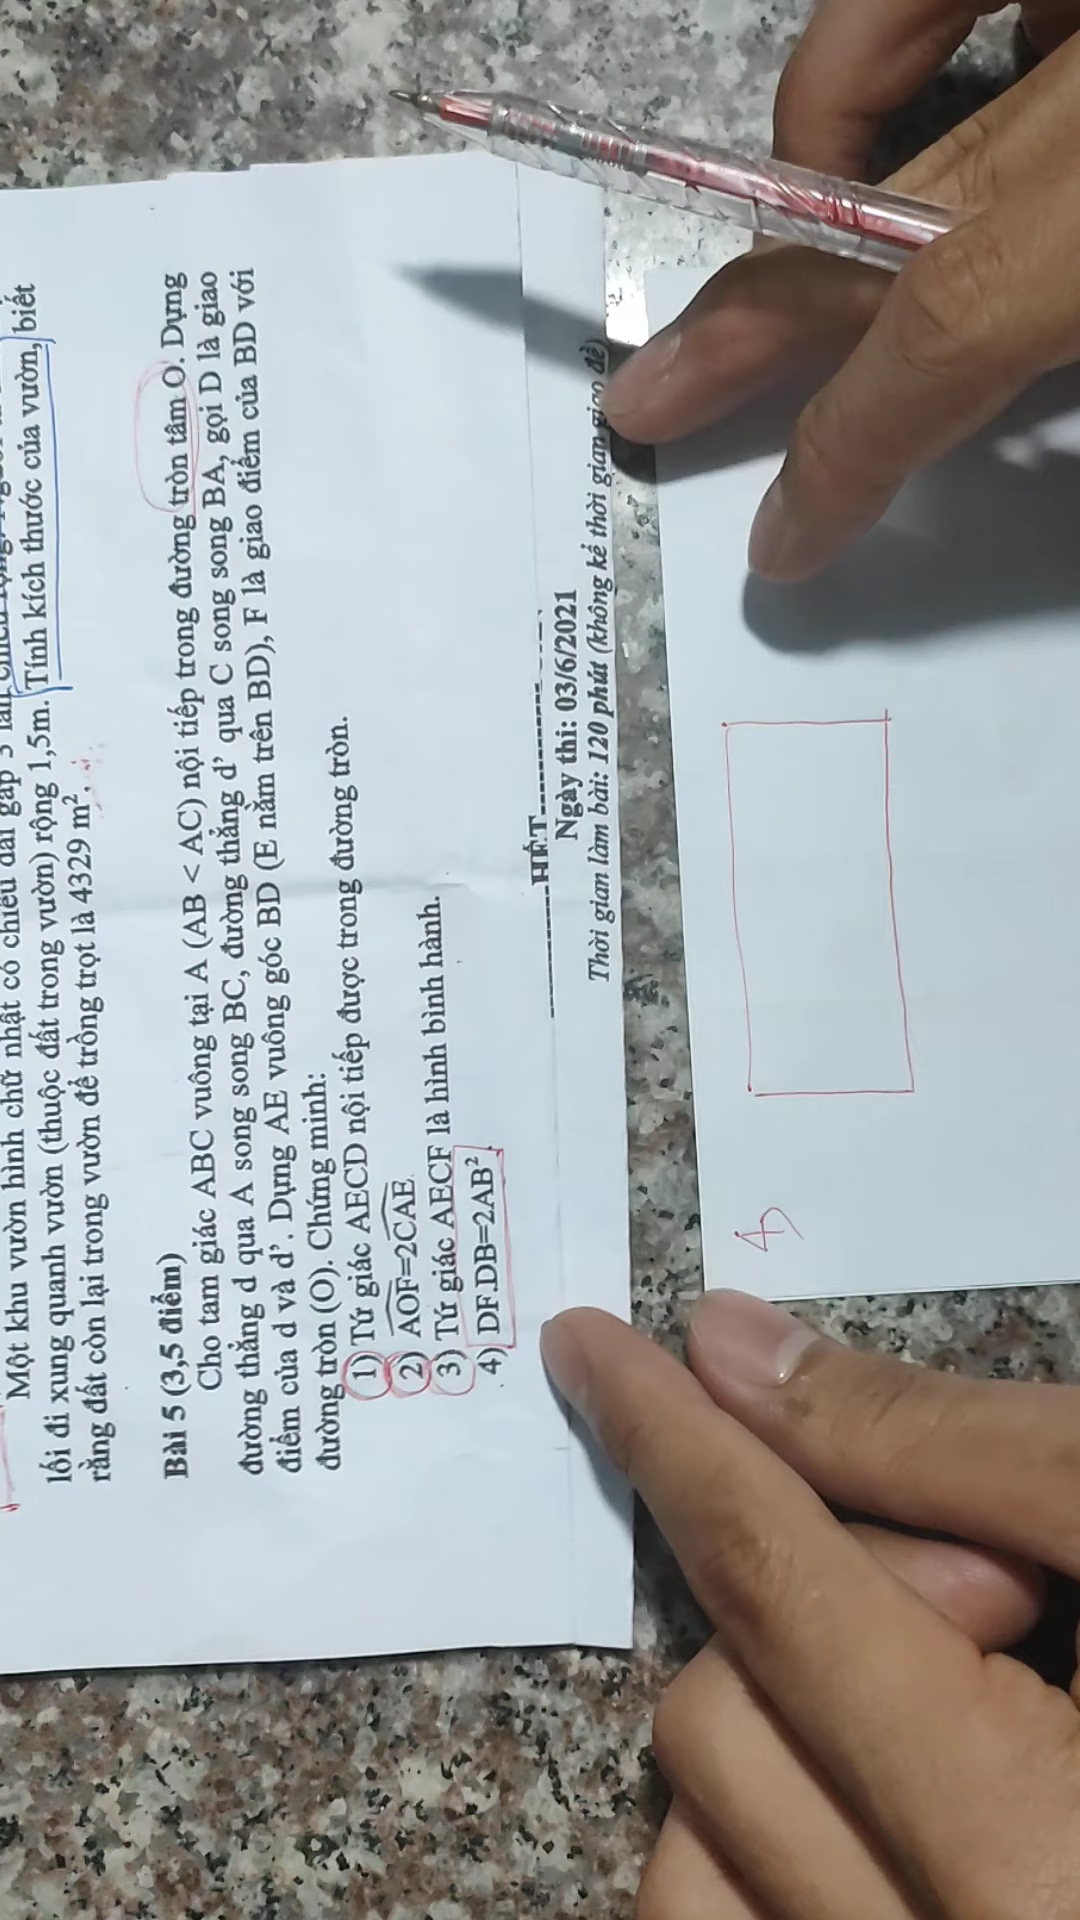 Một khu vườn hình chữ nhật có chiều dài gấp 3 lần chiều rộng.
lối đi xung quanh vườn (thuộc đất trong vườn) rộng 1,5m. Tính kích thước của vườn, biết
rằng đất còn lại trong vườn để trồng trọt là 4329 m².
Bài 5 (3,5 điểm)
Cho tam giác ABC vuông tại A (AB < AC) nội tiếp trong đường tròn tâm O. Dựng
đường thẳng d qua A song song BC, đường thẳng d' qua C song song BA, gọi D là giao
điểm của d và d'. Dựng AE vuông góc BD (E nằm trên BD), F là giao điểm của BD với
đường tròn (O). Chứng minh:
1) Tứ giác AECD nội tiếp được trong đường tròn.
2) AOF=2CAE
3) Tứ giác AECF là hình bình hành.
4) DF.DB=2AB²
HẾT
Ngày thi: 03/6/2021
Thời gian làm bài: 120 phút (không kể thời gian giao đề)